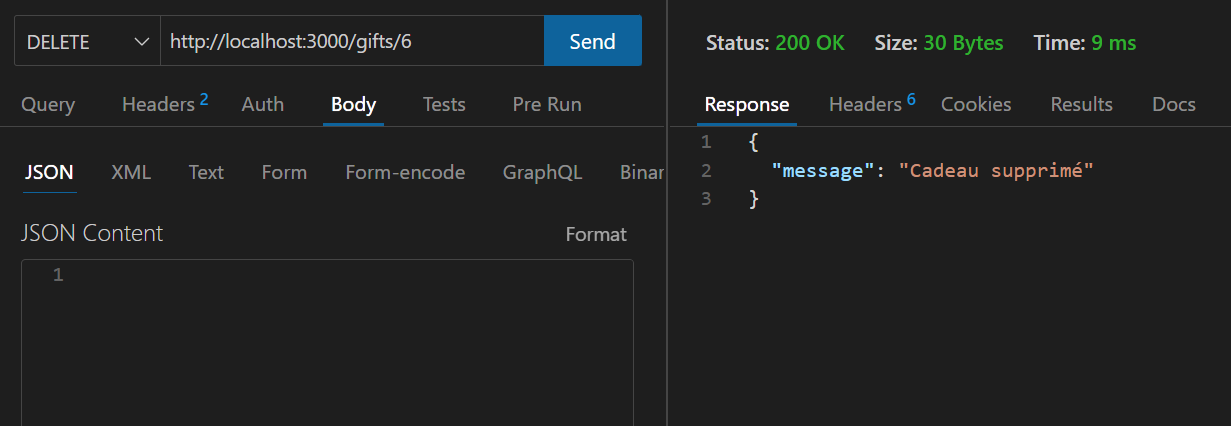 DELETE http://localhost:3000/gifts/6 Send
Query Headers 2 Auth Body Tests Pre Run
JSON XML Text Form Form-encode GraphQL Binar
JSON Content Format
1
Status: 200 OK Size: 30 Bytes Time: 9 ms
Response Headers 6 Cookies Results Docs
1 {
2 "message": "Cadeau supprimé"
3 }